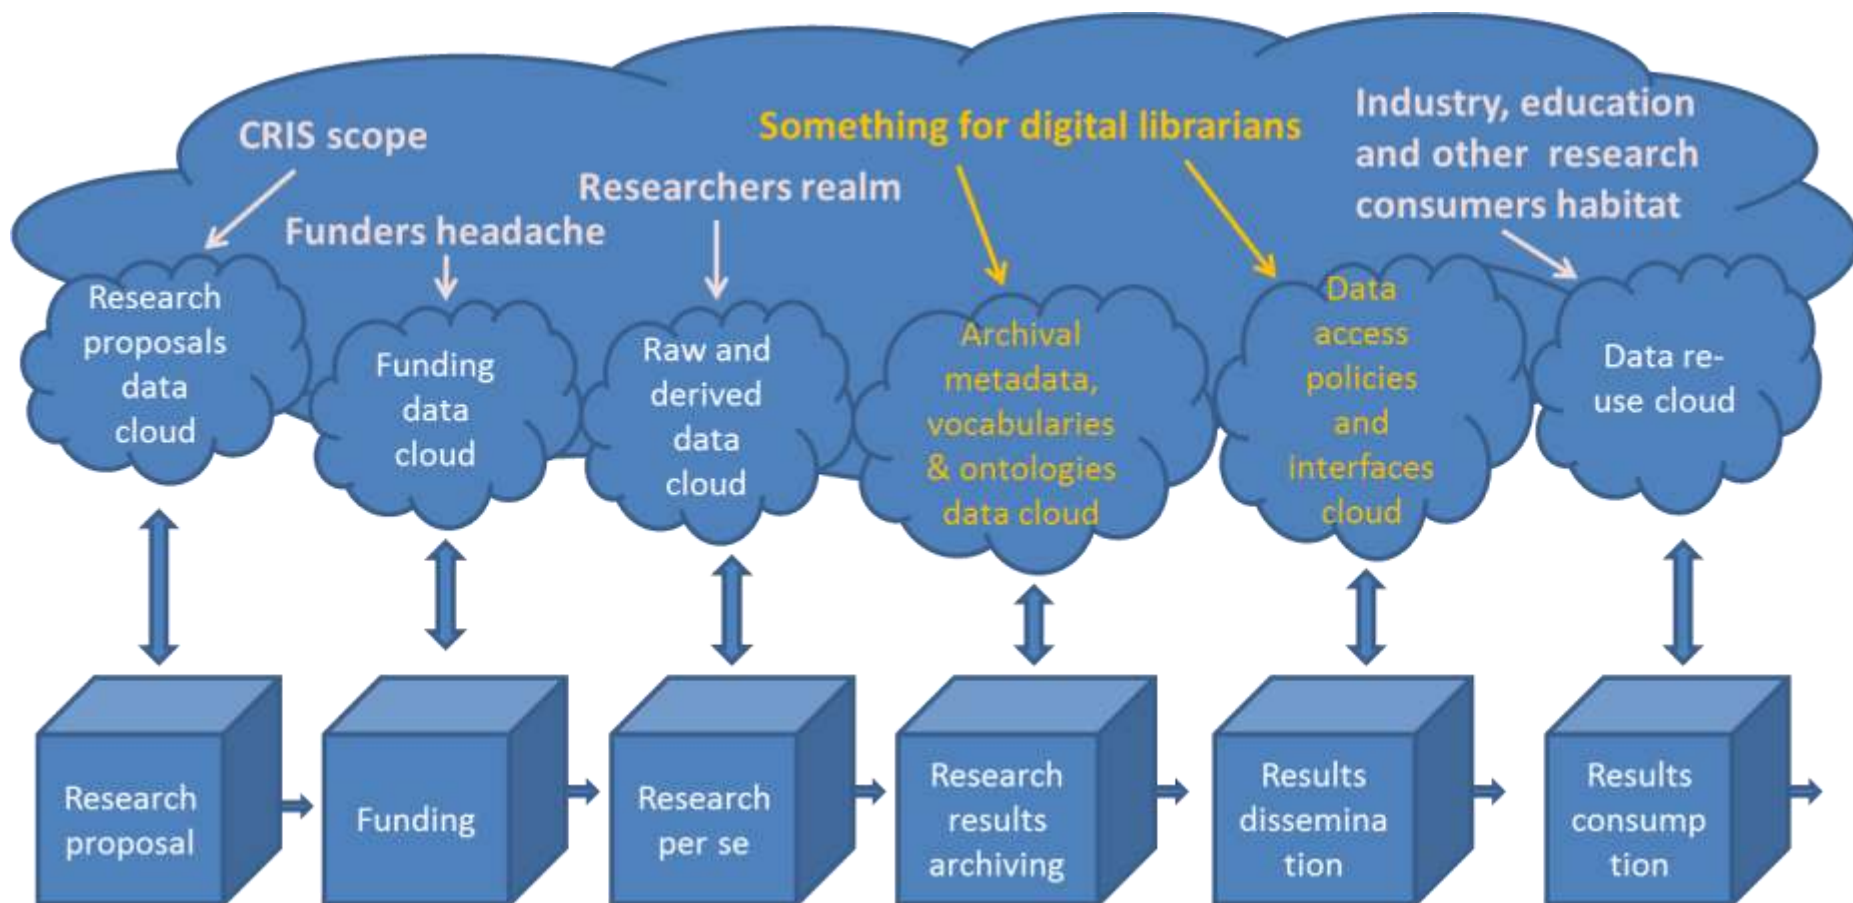 CRIS scope
Funders headache
Researchers realm
Something for digital librarians
Industry, education
and other research
consumers habitat
Research
proposals
data
cloud
Funding
data
cloud
Raw and
derived
data
cloud
Archival
metadata,
vocabularies
& ontologies
data cloud
Data
access
policies
and
interfaces
cloud
Data re-
use cloud
Research
proposal
Funding
Research
per se
Research
results
archiving
Results
dissemina
tion
Results
consump
tion